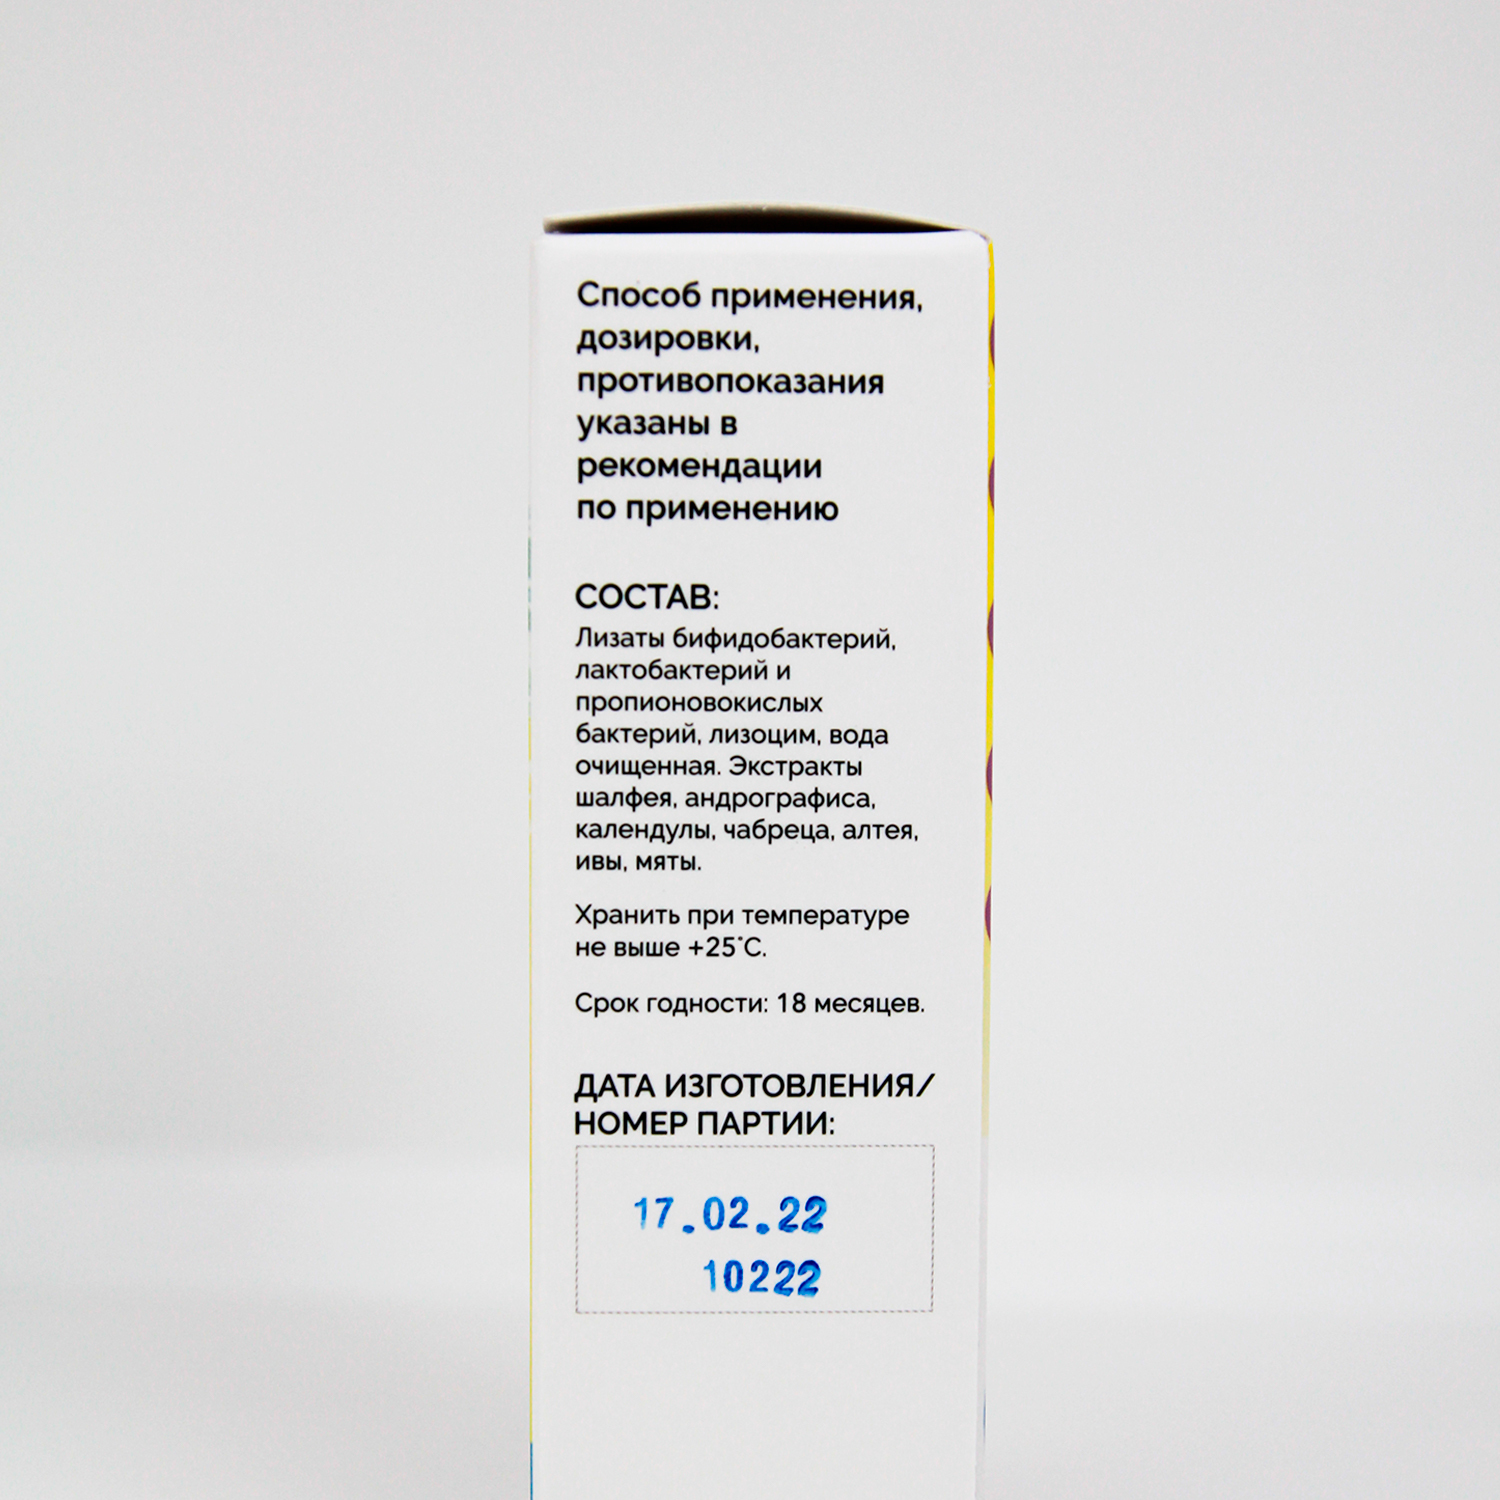 Способ применения,
дозировки,
противопоказания
указаны в
рекомендации
по применению
СОСТАВ:
Лизаты бифидобактерий,
лактобактерий и
пропионовокислых
бактерий, лизоцим, вода
очищенная. Экстракты
шалфея, андрографиса,
календулы, чабреца, алтея,
ивы, мяты.
Хранить при температуре
не выше +25°С.
Срок годности: 18 месяцев.
ДАТА ИЗГОТОВЛЕНИЯ/
НОМЕР ПАРТИИ:
17.02.22
10222